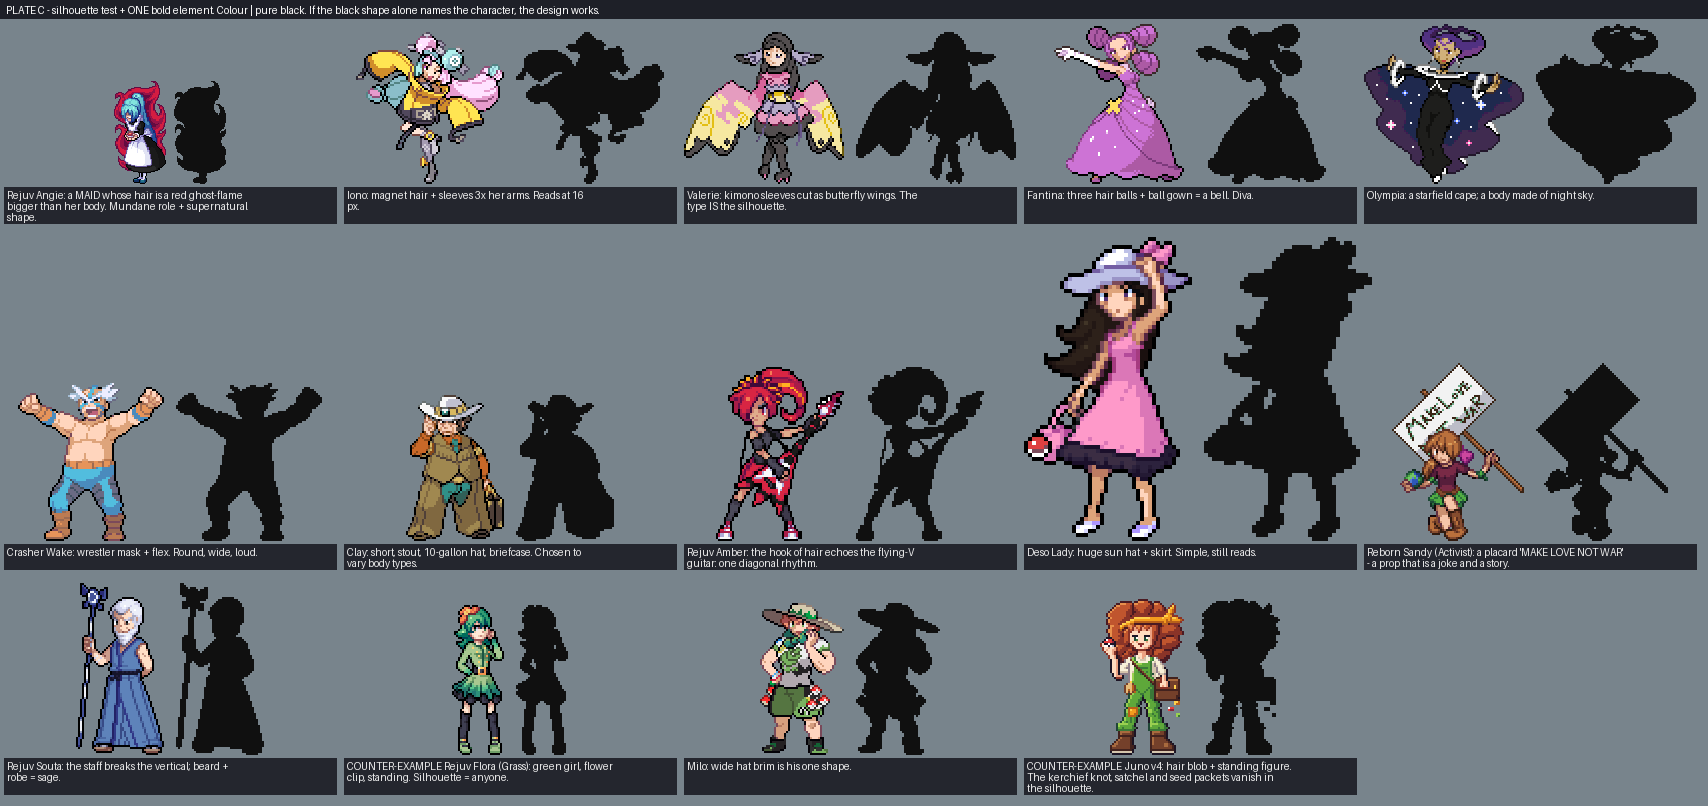 PLATE C - silhouette test + ONE bold element. Colour | pure black. If the black shape alone names the character, the design works.
Rejuv Angie: a MAID whose hair is a red ghost-flame
bigger than her body. Mundane role + supernatural
shape.
Iono: magnet hair + sleeves 3x her arms. Reads at 16
px.
Valerie: kimono sleeves cut as butterfly wings. The
type IS the silhouette.
Fantina: three hair balls + ball gown = a bell. Diva.
Olympia: a starfield cape; a body made of night sky.
MAKE LOVE
WAR
Crasher Wake: wrestler mask + flex. Round, wide, loud.
Clay: short, stout, 10-gallon hat, briefcase. Chosen to
vary body types.
Rejuv Amber: the hook of hair echoes the flying-V
guitar: one diagonal rhythm.
Deso Lady: huge sun hat + skirt. Simple, still reads.
Reborn Sandy (Activist): a placard 'MAKE LOVE NOT WAR'
- a prop that is a joke and a story.
Rejuv Souta: the staff breaks the vertical; beard +
robe = sage.
COUNTER-EXAMPLE Rejuv Flora (Grass): green girl, flower
clip, standing. Silhouette = anyone.
Milo: wide hat brim is his one shape.
COUNTER-EXAMPLE Juno v4: hair blob + standing figure.
The kerchief knot, satchel and seed packets vanish in
the silhouette.